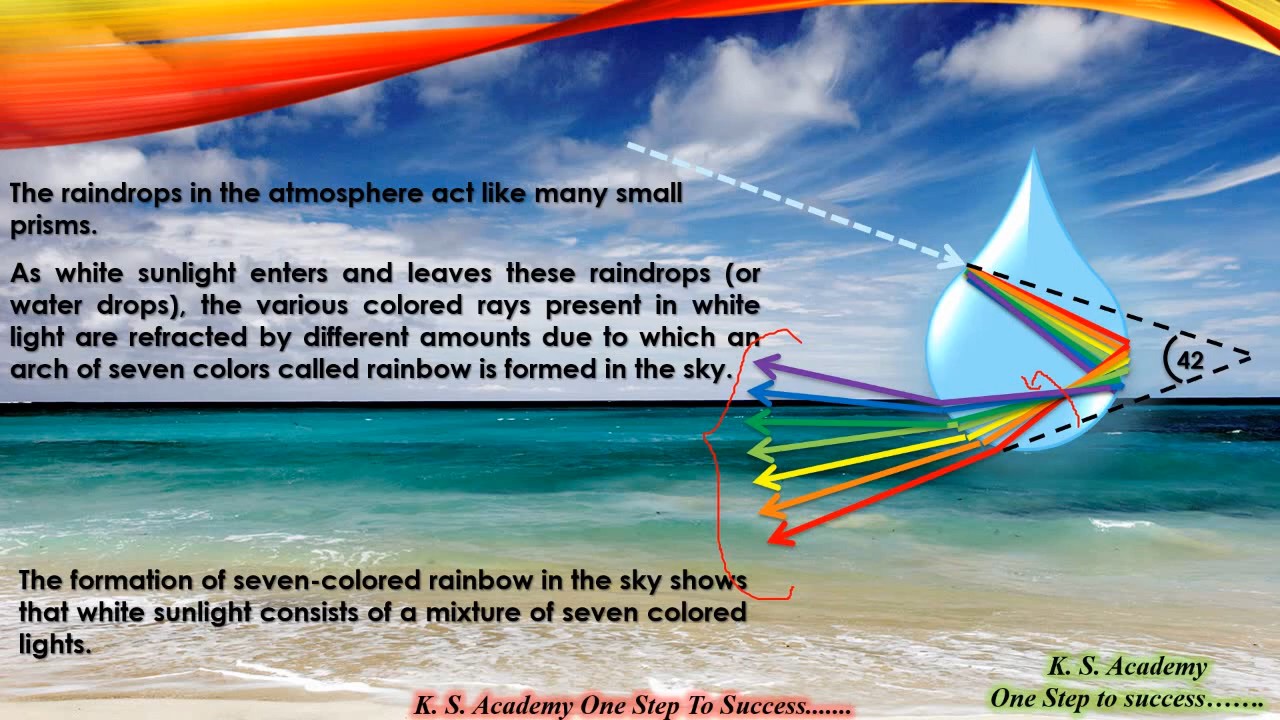 The raindrops in the atmosphere act like many small
prisms.
As white sunlight enters and leaves these raindrops (or
water drops), the various colored rays present in white
light are refracted by different amounts due to which an
arch of seven colors called rainbow is formed in the sky.
42
The formation of seven-colored rainbow in the sky shows
that white sunlight consists of a mixture of seven colored
lights.
K. S. Academy
One Step to success…….
K. S. Academy One Step To Success.......